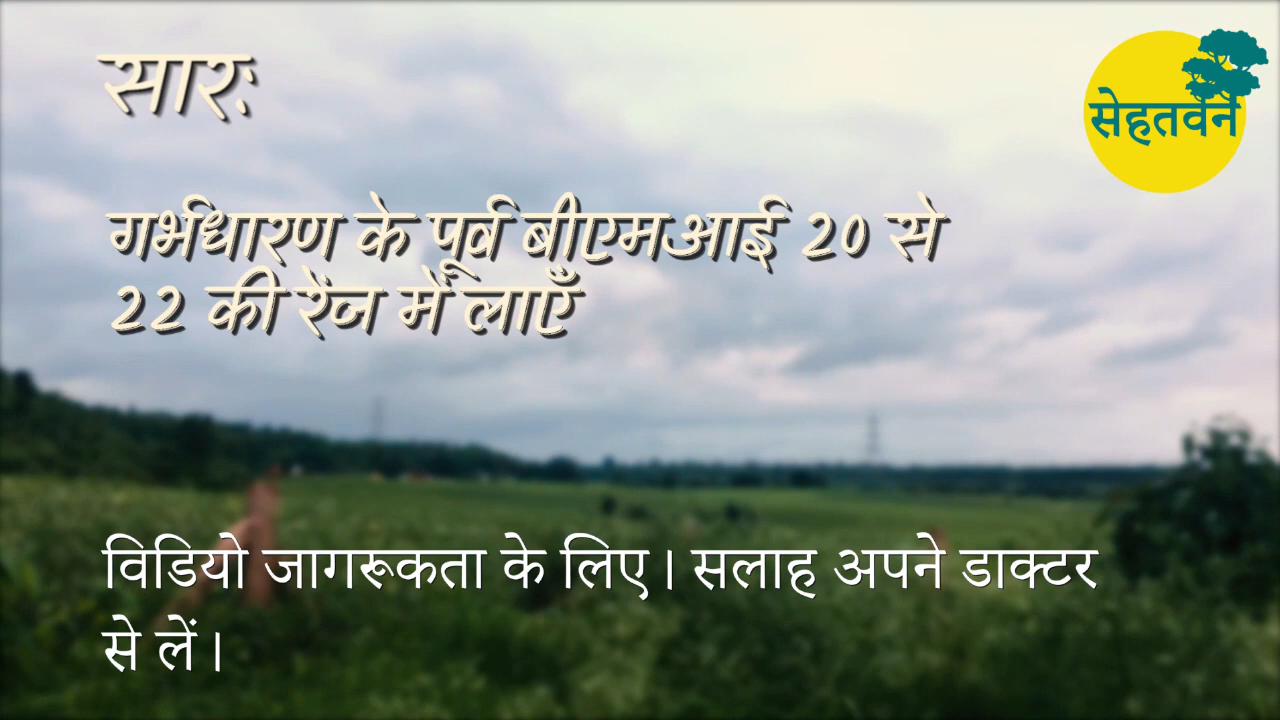 सार:
सेहतवन
गर्भधारण के पूर्व बीएमआई 20 से
22 की रेंज में लाएँ
विडियो जागरूकता के लिए। सलाह अपने डाक्टर
से लें।